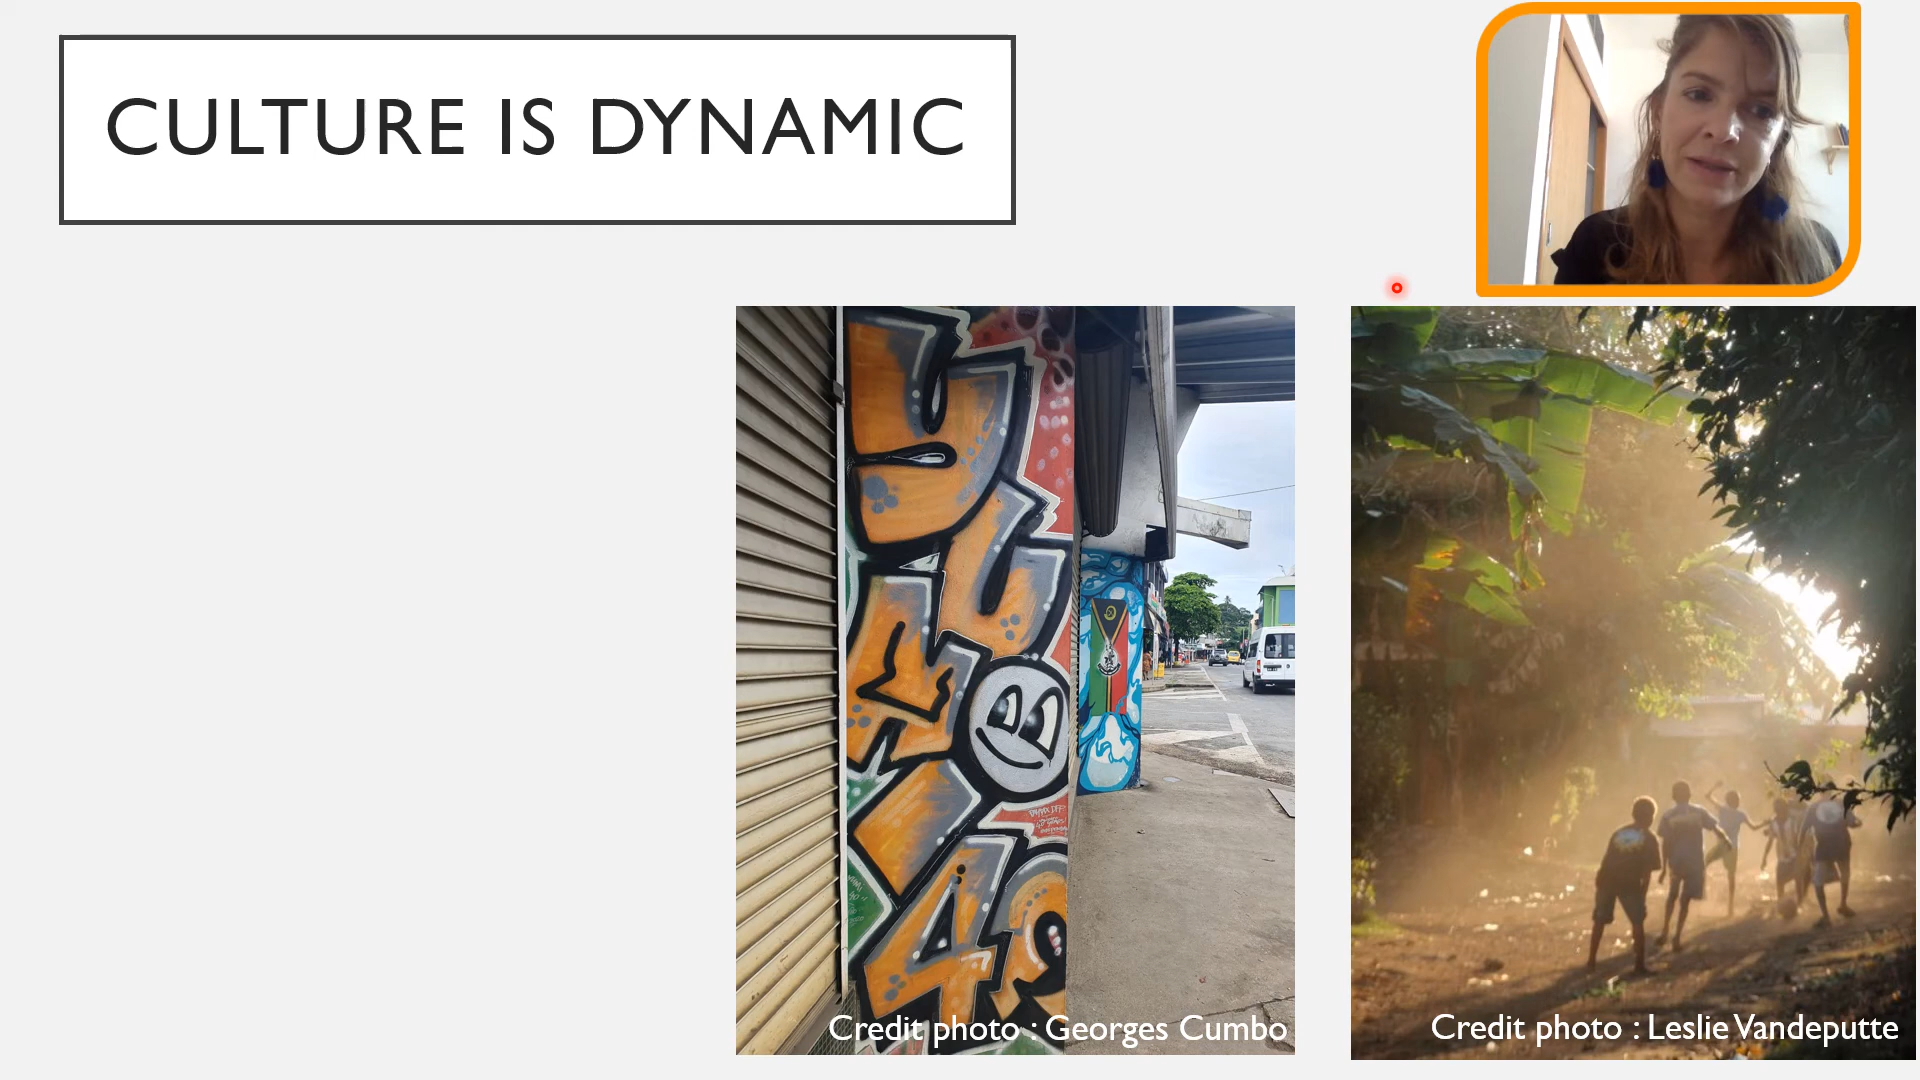 CULTURE IS DYNAMIC
Credit photo : Georges Cumbo
Credit photo : Leslie Vandeputte